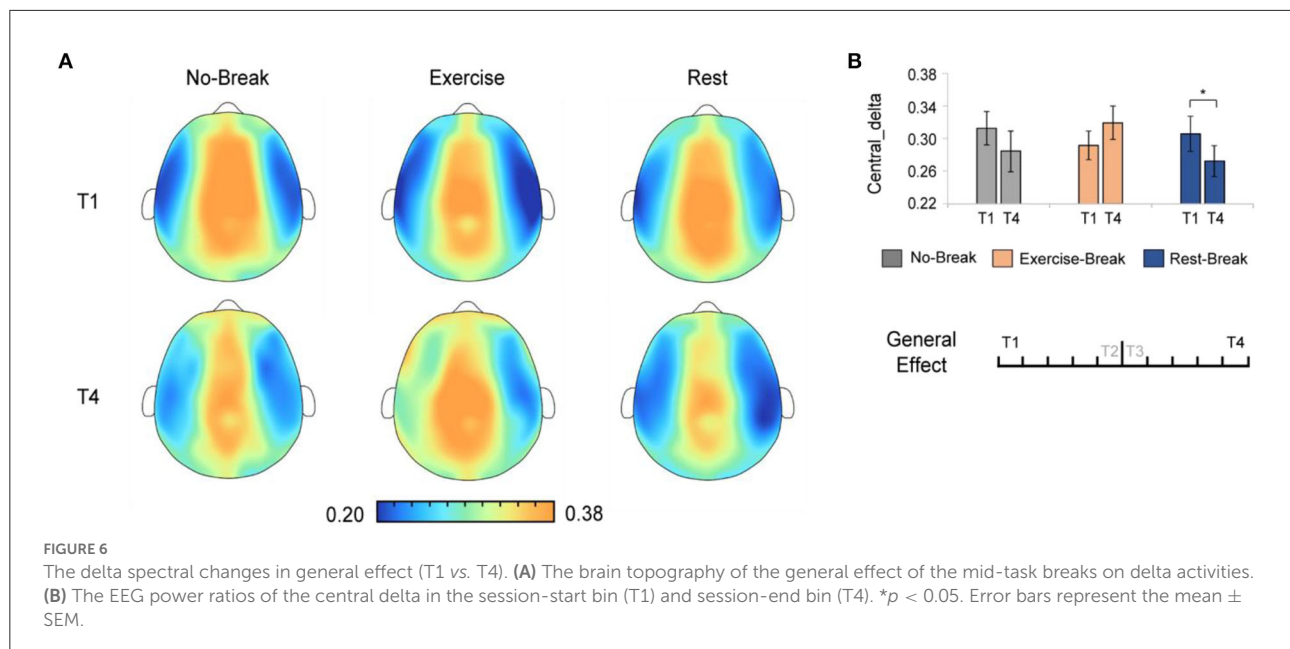 A
No-Break Exercise Rest
T1
T4
0.20 0.38
B
Central_delta
0.38
0.34
0.30
0.26
0.22
*
T1 T4 T1 T4 T1 T4
No-Break Exercise-Break Rest-Break
General
Effect
T1 T2 T3 T4
FIGURE 6
The delta spectral changes in general effect (T1 vs. T4). (A) The brain topography of the general effect of the mid-task breaks on delta activities.
(B) The EEG power ratios of the central delta in the session-start bin (T1) and session-end bin (T4). *p < 0.05. Error bars represent the mean ±
SEM.